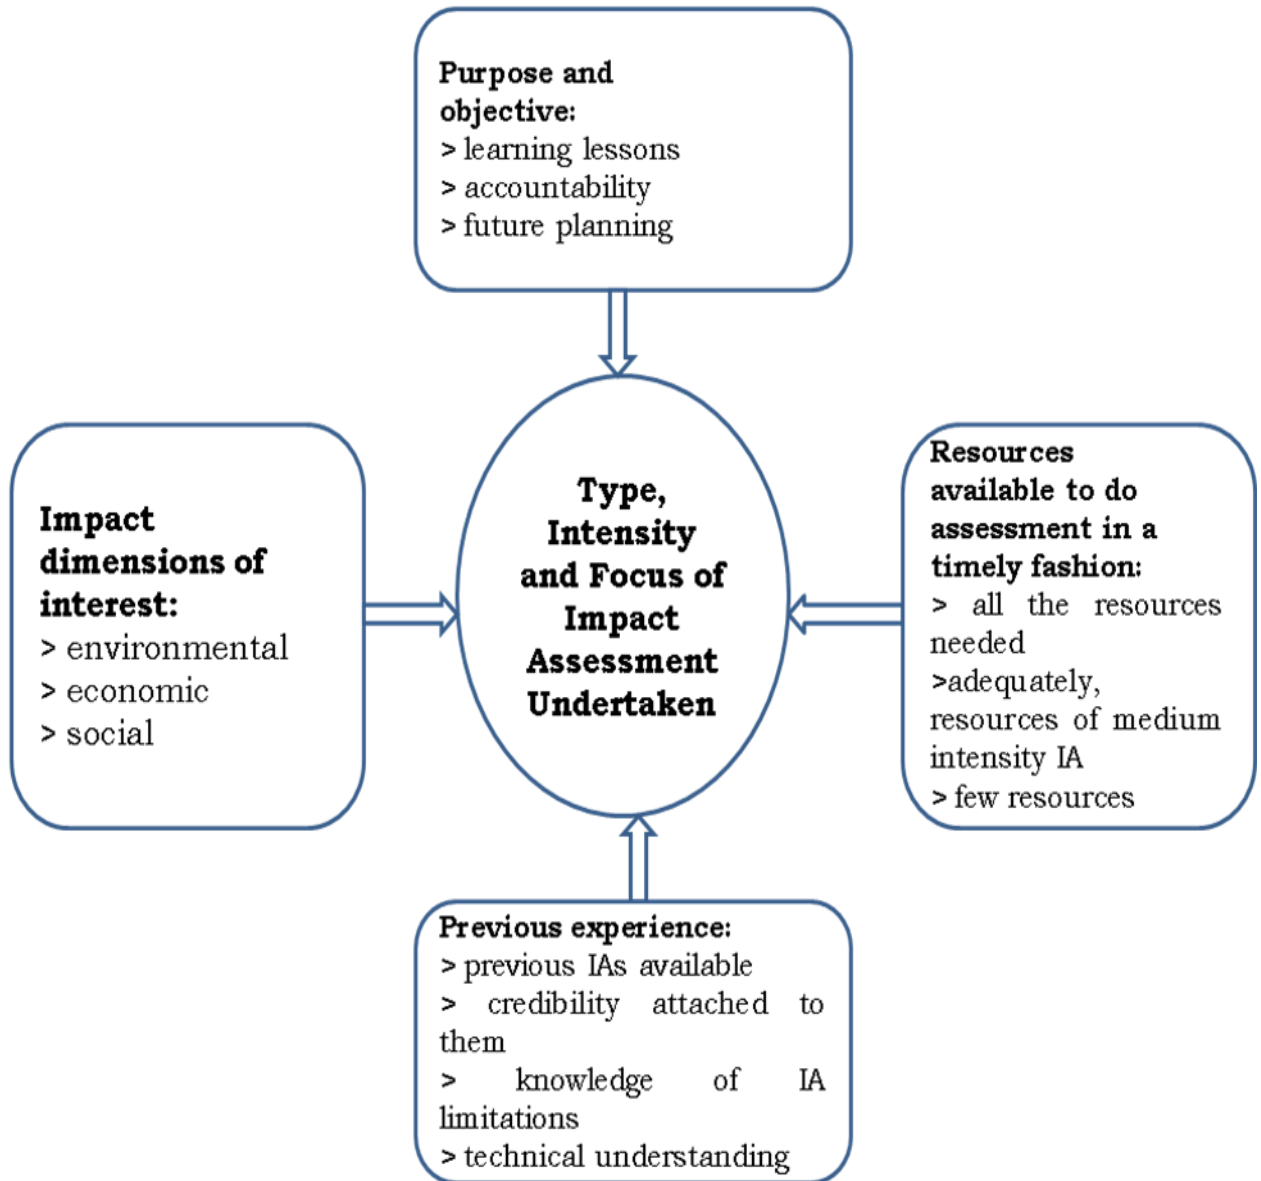 Purpose and
objective:
> learning lessons
> accountability
> future planning
Impact
dimensions of
interest:
> environmental
> economic
> social
Type,
Intensity
and Focus of
Impact
Assessment
Undertaken
Resources
available to do
assessment in a
timely fashion:
> all the resources
needed
>adequately,
resources of medium
intensity IA
> few resources
Previous experience:
> previous IAs available
> credibility attached to
them
> knowledge of IA
limitations
> technical understanding